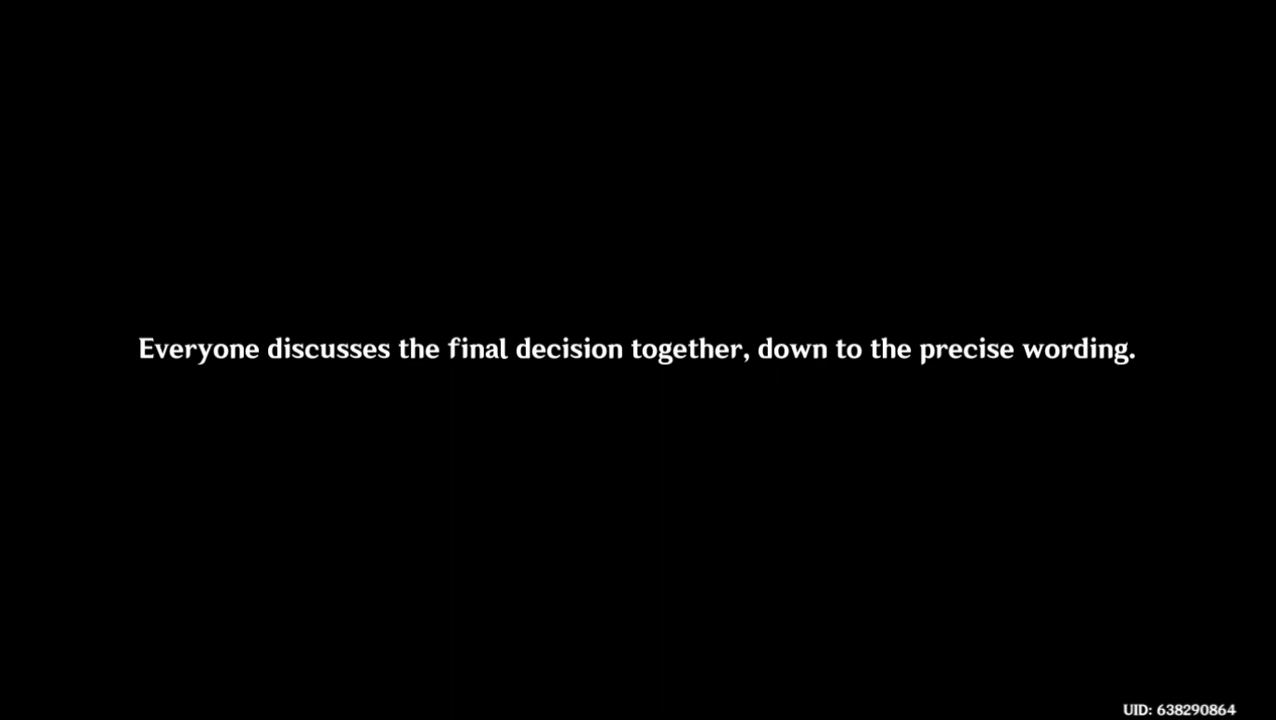 Everyone discusses the final decision together, down to the precise wording.
UID: 638290864